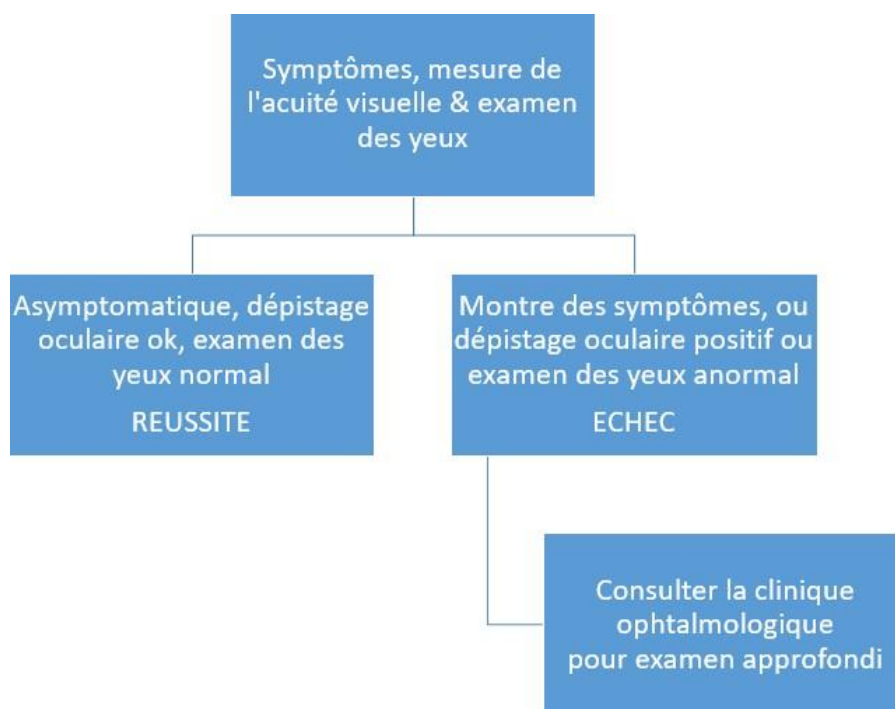 Symptômes, mesure de
l'acuité visuelle & examen
des yeux
Asymptomatique, dépistage
oculaire ok, examen des
yeux normal
REUSSITE
Montre des symptômes, ou
dépistage oculaire positif ou
examen des yeux anormal
ECHEC
Consulter la clinique
ophtalmologique
pour examen approfondi